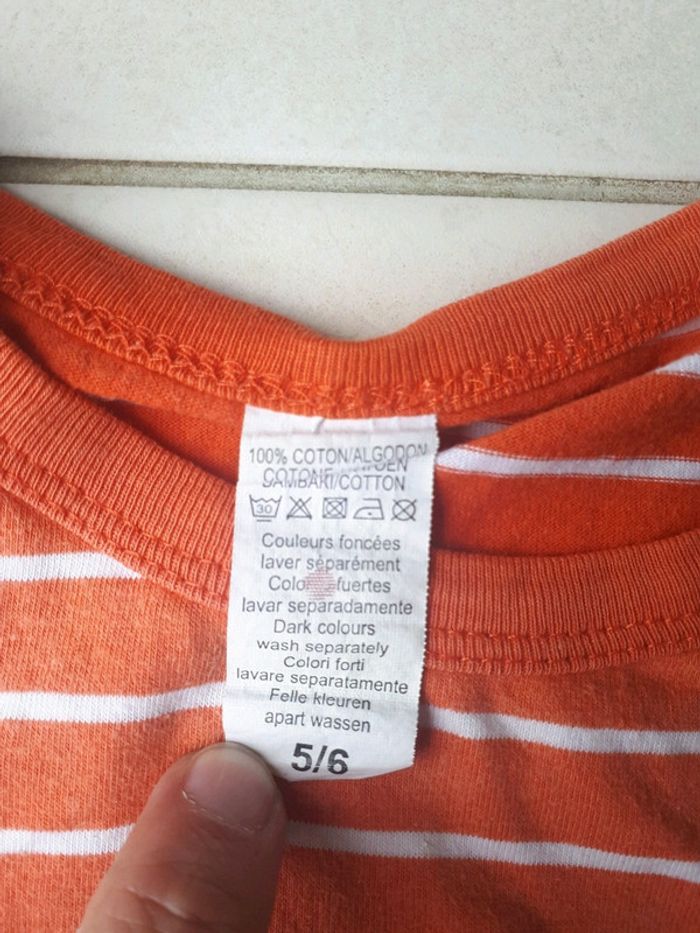 100% COTON/ALGODON
COTONE
BAMBAKI/COTTON
30
Couleurs foncées
laver séparément
fuertes
lavar separadamente
Dark colours
wash separately
Colori forti
lavare separatamente
Felle kleuren
apart wassen
5/6